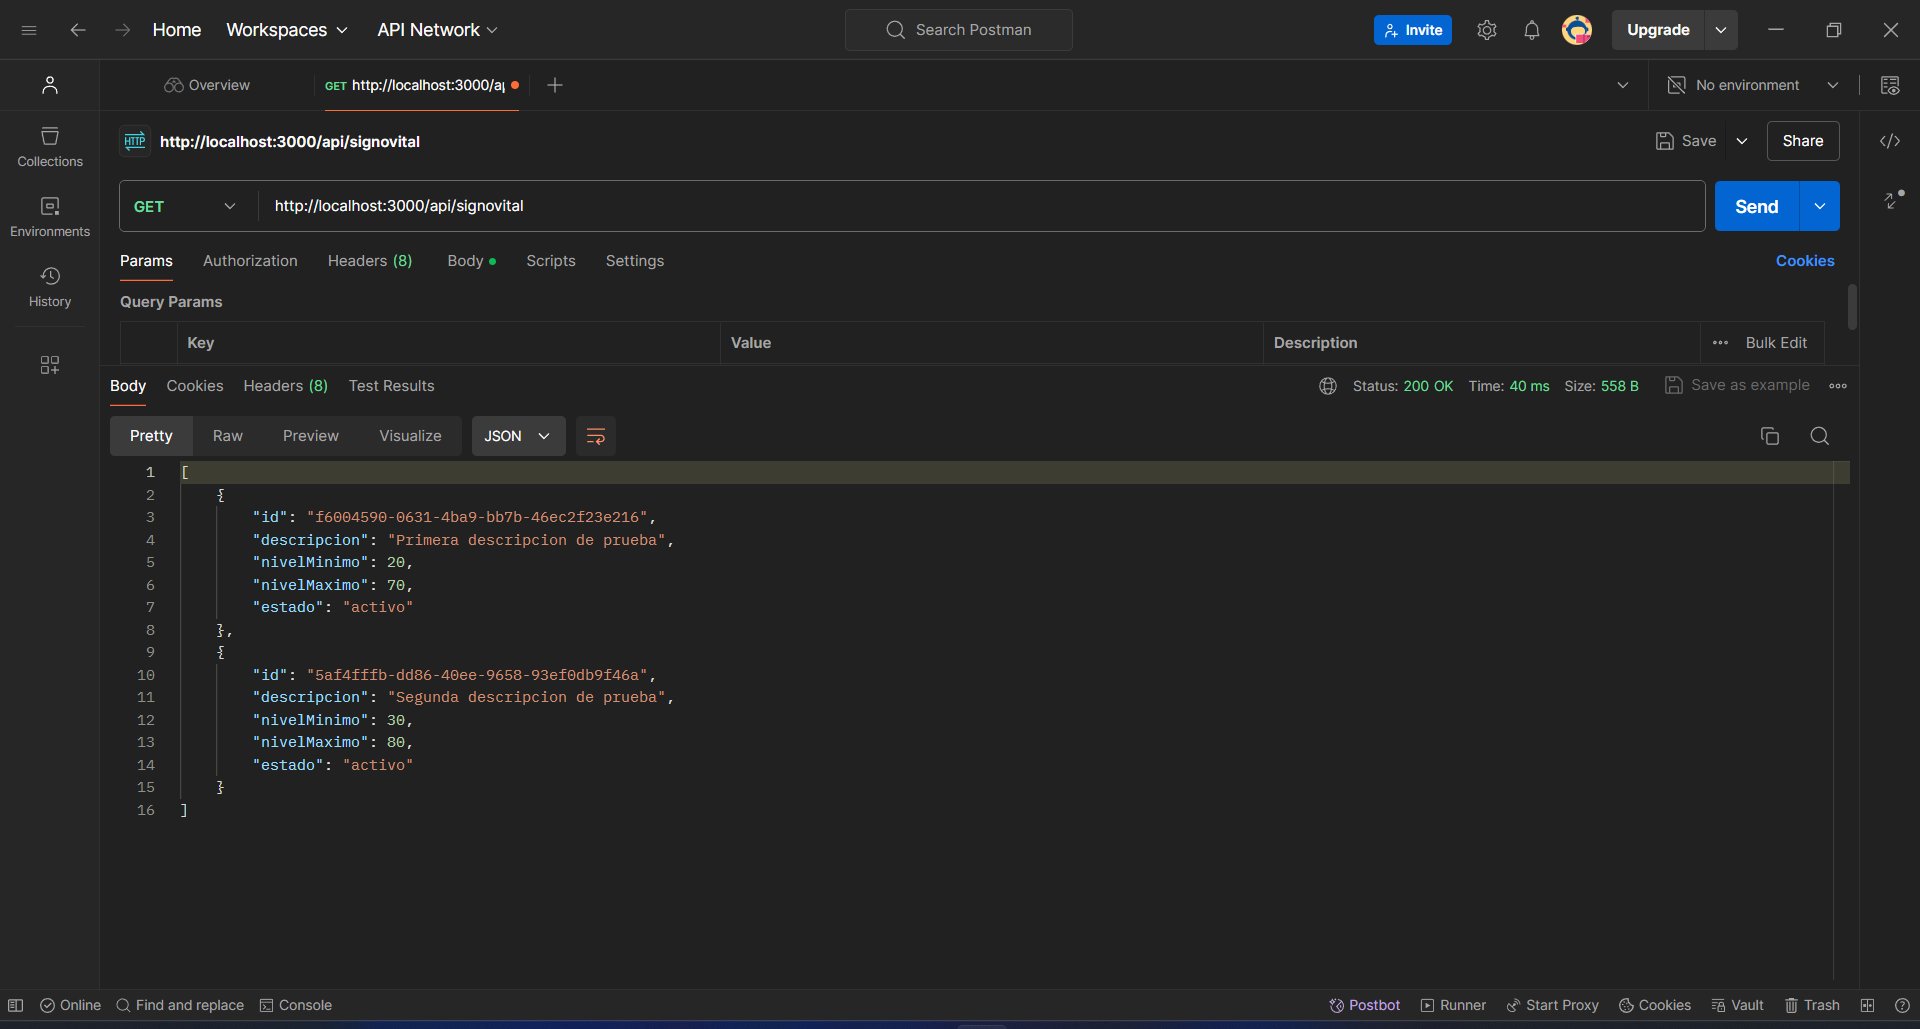 Home Workspaces API Network Search Postman Invite Upgrade
Overview GET http://localhost:3000/a No environment
HTTP http://localhost:3000/api/signovital Save Share
Collections
Environments
History
GET http://localhost:3000/api/signovital Send
Params Authorization Headers (8) Body Scripts Settings Cookies
Query Params
Key Value Description Bulk Edit
Body Cookies Headers (8) Test Results Status: 200 OK Time: 40 ms Size: 558 B Save as example
Pretty Raw Preview Visualize JSON
1 [
2 {
3 "id": "f6004590-0631-4ba9-bb7b-46ec2f23e216",
4 "descripcion": "Primera descripcion de prueba",
5 "nivelMinimo": 20,
6 "nivelMaximo": 70,
7 "estado": "activo"
8 },
9 {
10 "id": "5af4fffb-dd86-40ee-9658-93ef0db9f46a",
11 "descripcion": "Segunda descripcion de prueba",
12 "nivelMinimo": 30,
13 "nivelMaximo": 80,
14 "estado": "activo"
15 }
16 ]
Online Find and replace Console Postbot Runner Start Proxy Cookies Vault Trash